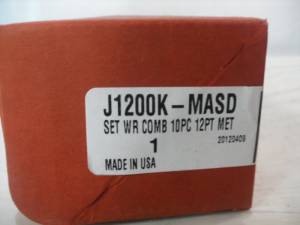 J1200K-MASD
SET WR COMB 10PC 12PT MET
1
20120409
MADE IN USA